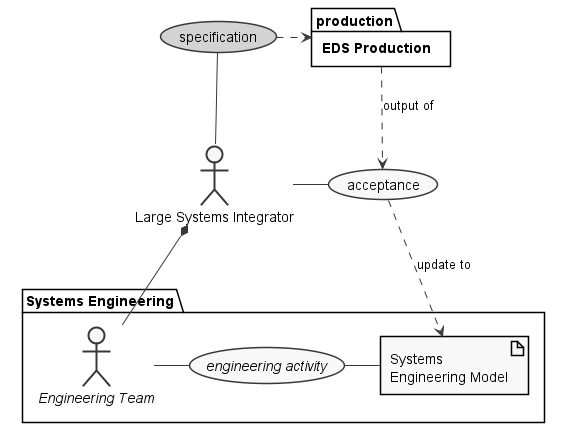 production
specification
EDS Production
output of
acceptance
Large Systems Integrator
update to
Systems Engineering
Systems
Engineering Model
engineering activity
Engineering Team